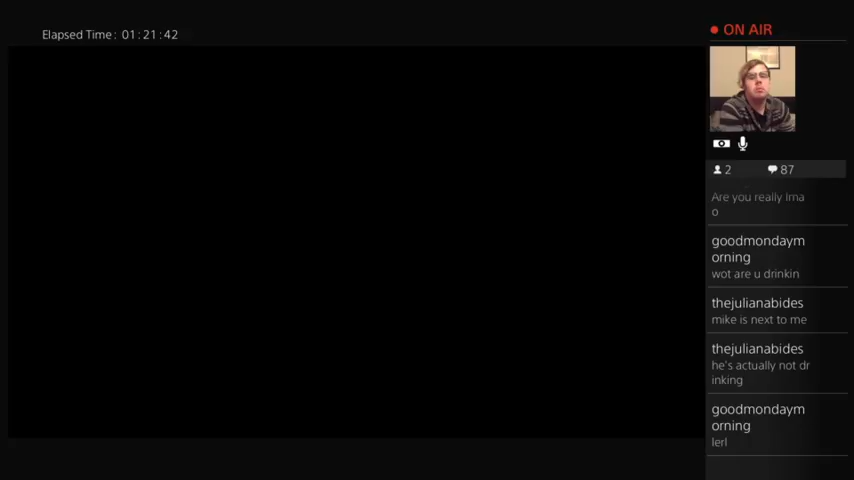 Elapsed Time: 01:21:42
ON AIR
2 87
Are you really lma
o
goodmondaym
orning
wot are u drinkin
thejulianabides
mike is next to me
thejulianabides
he's actually not dr
inking
goodmondaym
orning
lerl